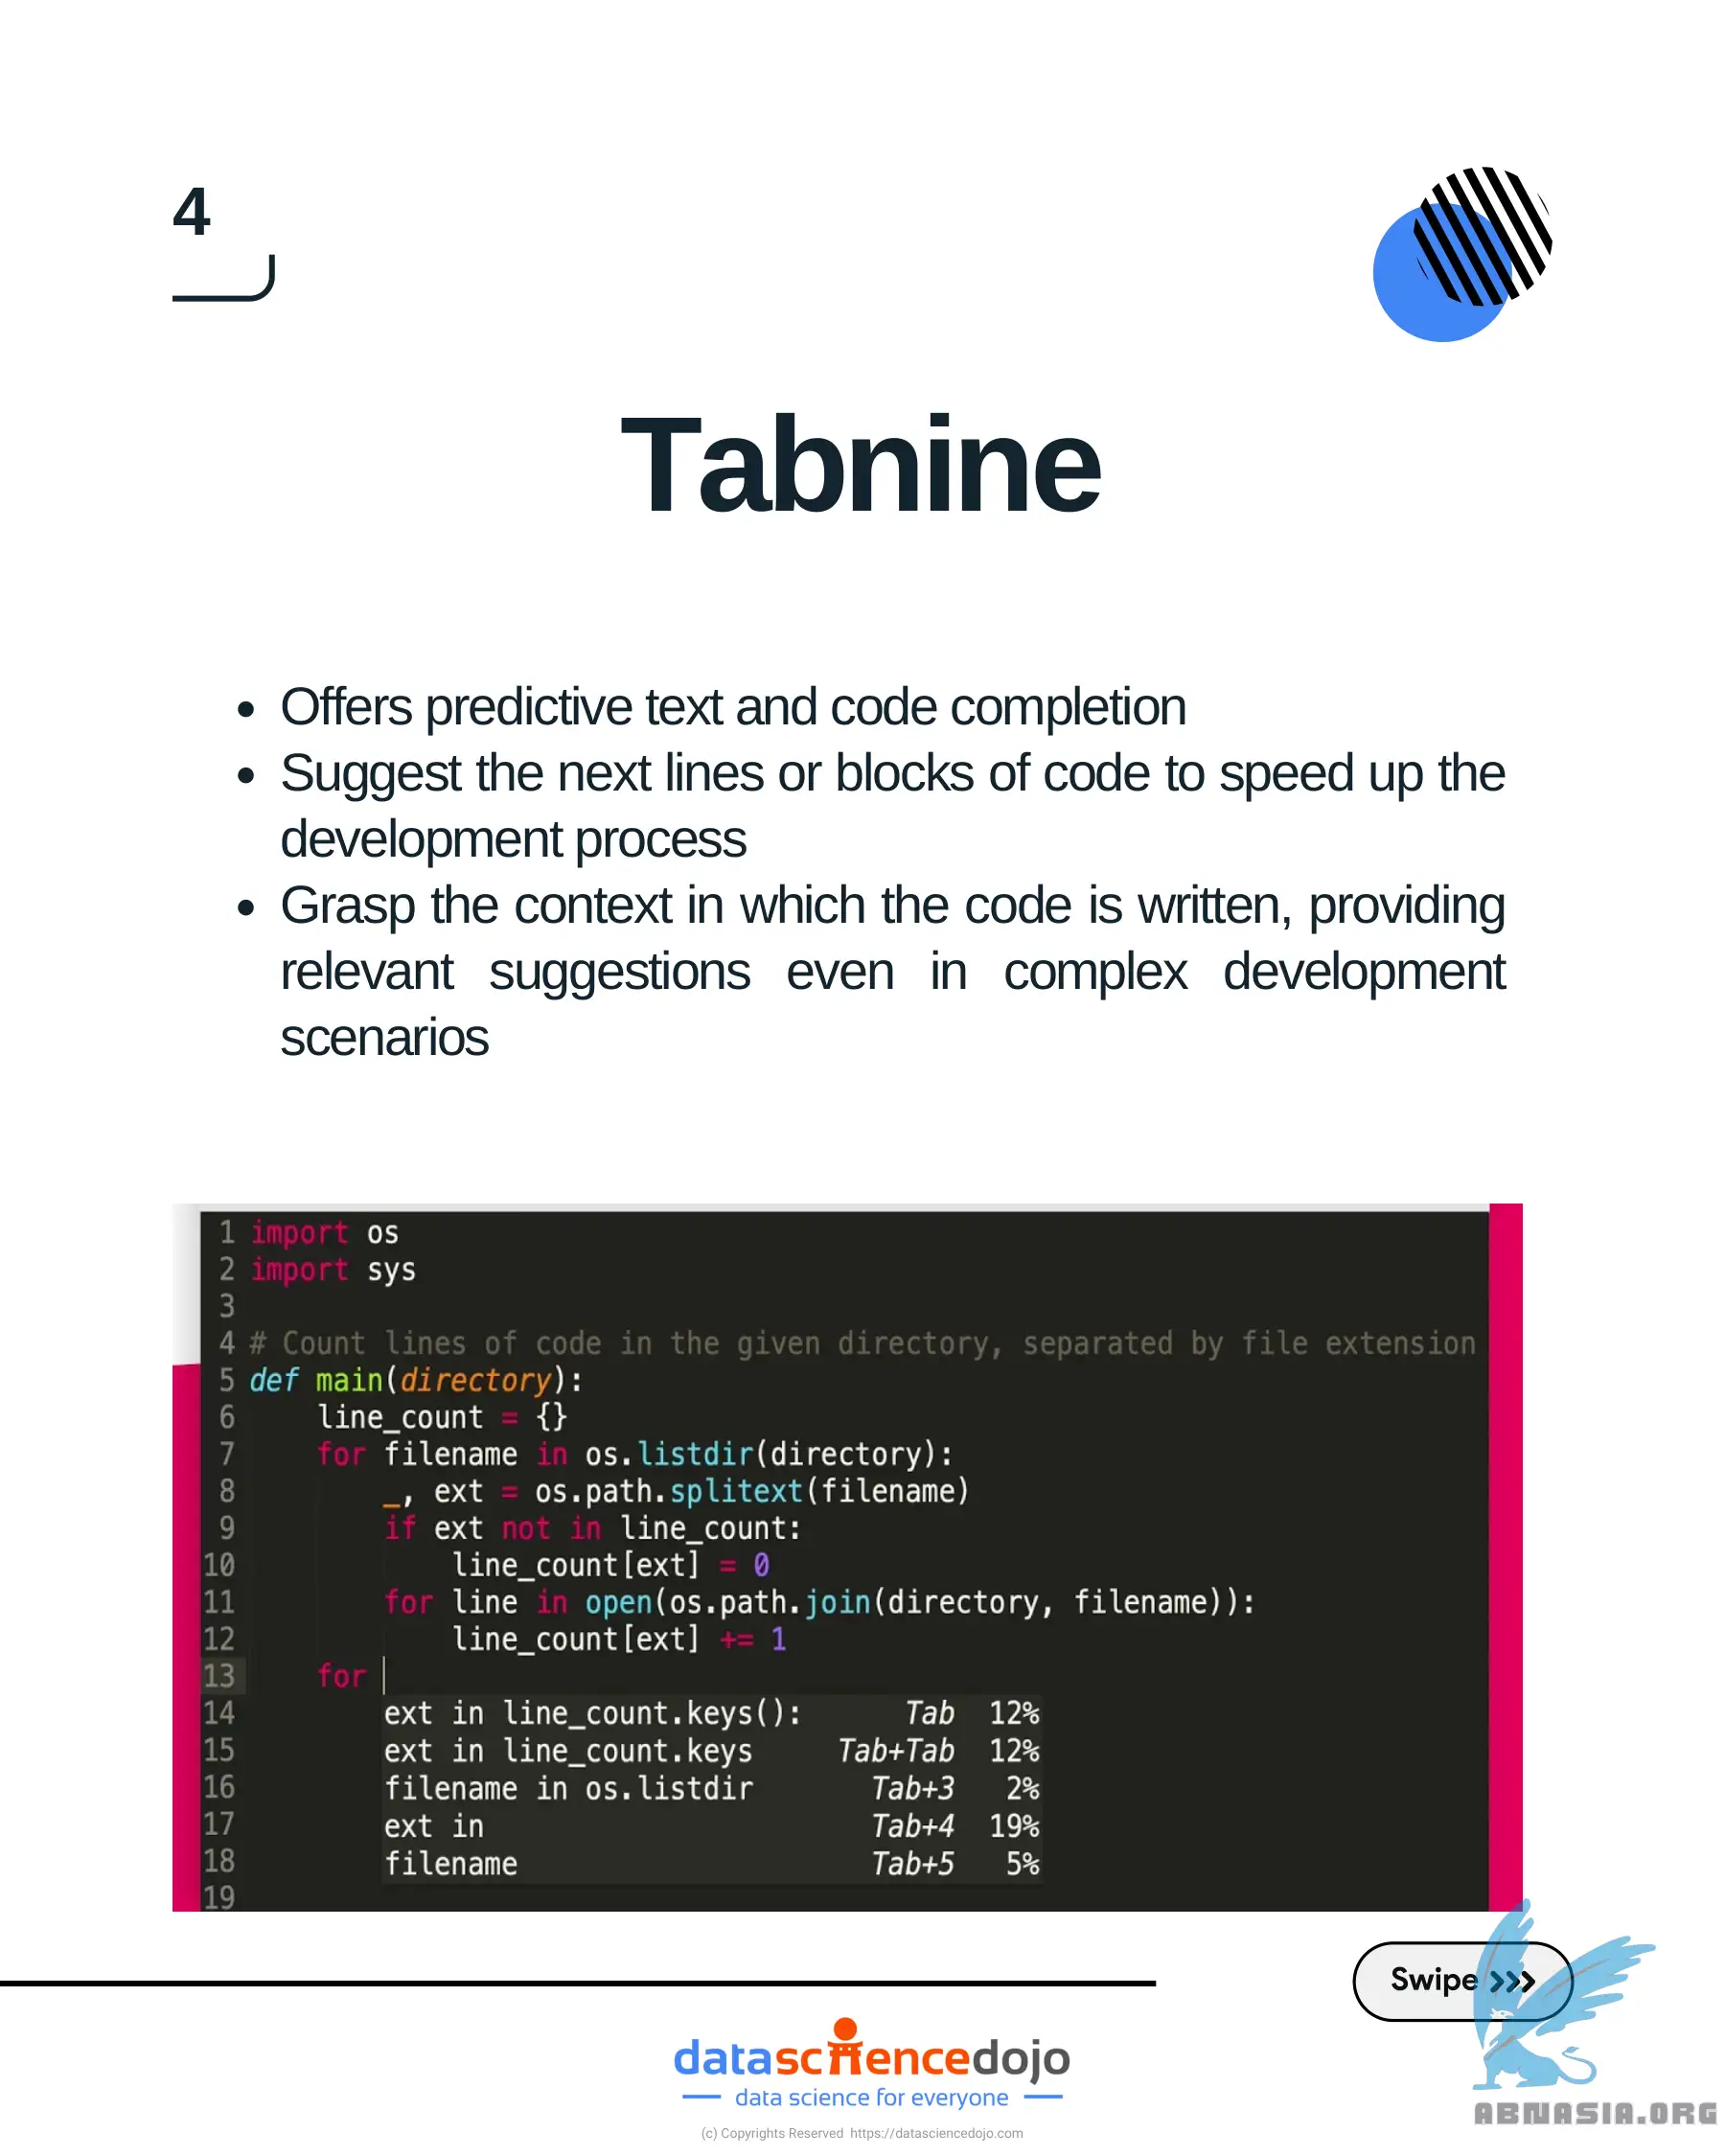 4
Tabnine
• Offers predictive text and code completion
• Suggest the next lines or blocks of code to speed up the
development process
• Grasp the context in which the code is written, providing
relevant suggestions even in complex development
scenarios
1 import os
2 import sys
3
4 # Count lines of code in the given directory, separated by file extension
5 def main(directory):
6     line_count = {}
7     for filename in os.listdir(directory):
8         _, ext = os.path.splitext(filename)
9         if ext not in line_count:
10             line_count[ext] = 0
11         for line in open(os.path.join(directory, filename)):
12             line_count[ext] += 1
13     for
14         ext in line_count.keys():     Tab 12%
15         ext in line_count.keys     Tab+Tab 12%
16         filename in os.listdir     Tab+3 2%
17         ext in     Tab+4 19%
18         filename     Tab+5 5%
19
Swipe >>>
datasciencedojo
data science for everyone
ABNASIA.ORG
(c) Copyrights Reserved https://datasciencedojo.com